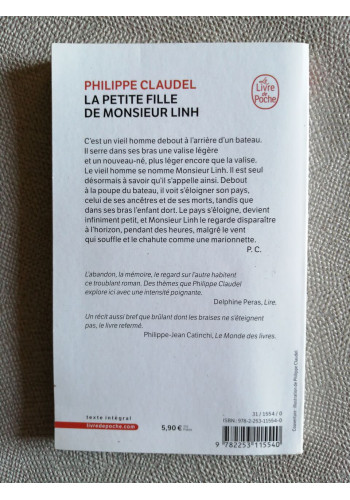 Le Livre de Poche
PHILIPPE CLAUDEL
LA PETITE FILLE
DE MONSIEUR LINH
C'est un vieil homme debout à l'arrière d'un bateau.
Il serre dans ses bras une valise légère
et un nouveau-né, plus léger encore que la valise.
Le vieil homme se nomme Monsieur Linh. Il est seul
désormais à savoir qu'il s'appelle ainsi. Debout
à la poupe du bateau, il voit s'éloigner son pays,
celui de ses ancêtres et de ses morts, tandis que
dans ses bras l'enfant dort. Le pays s'éloigne, devient
infiniment petit, et Monsieur Linh le regarde disparaître
à l'horizon, pendant des heures, malgré le vent
qui souffle et le chahute comme une marionnette.
P. C.
L'abandon, la mémoire, le regard sur l'autre habitent
ce troublant roman. Des thèmes que Philippe Claudel
explore ici avec une intensité poignante.
Delphine Peras, Lire.
Un récit aussi bref que brûlant dont les braises ne s'éteignent
pas, le livre refermé.
Philippe-Jean Catinchi, Le Monde des livres.
texte intégral
livredepoche.com
5,90 €
31 / 1554 / 0
ISBN : 978-2-253-11554-0
9 782253 115540
Couverture : illustration de Philippe Claudel.